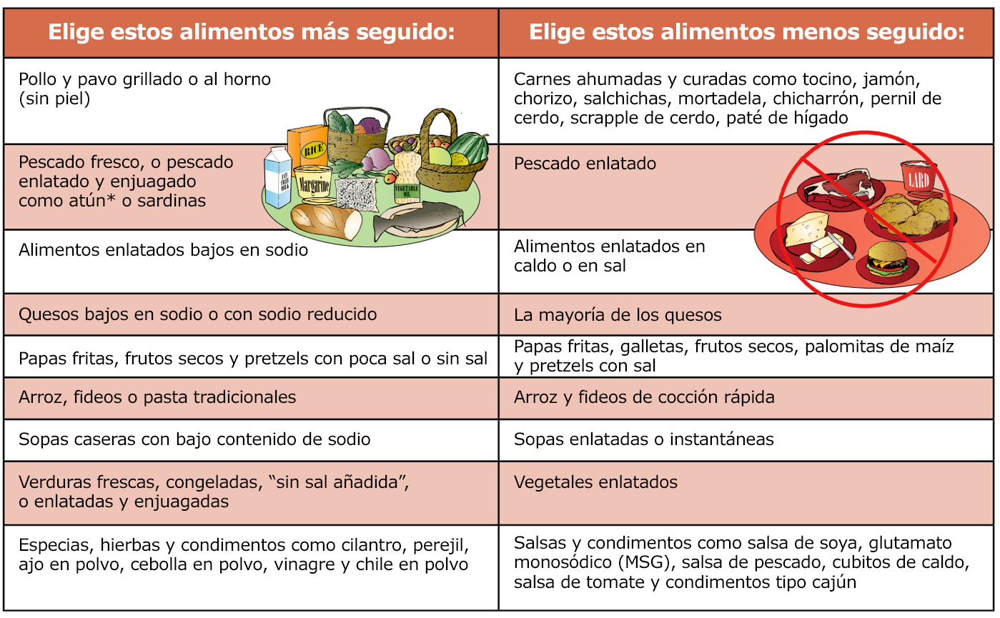 Elige estos alimentos más seguido:
Elige estos alimentos menos seguido:
Pollo y pavo grillado o al horno
(sin piel)
Carnes ahumadas y curadas como tocino, jamón,
chorizo, salchichas, mortadela, chicharrón, pernil de
cerdo, scrapple de cerdo, paté de hígado
RICE
FAT
FREE
MILK
Margarine
VEGETABLE
OIL
Pescado fresco, o pescado
enlatado y enjuagado
como atún* o sardinas
Pescado enlatado
LARD
Alimentos enlatados bajos en sodio
Alimentos enlatados en
caldo o en sal
Quesos bajos en sodio o con sodio reducido
La mayoría de los quesos
Papas fritas, frutos secos y pretzels con poca sal o sin sal
Papas fritas, galletas, frutos secos, palomitas de maíz
y pretzels con sal
Arroz, fideos o pasta tradicionales
Arroz y fideos de cocción rápida
Sopas caseras con bajo contenido de sodio
Sopas enlatadas o instantáneas
Verduras frescas, congeladas, “sin sal añadida”,
o enlatadas y enjuagadas
Vegetales enlatados
Especias, hierbas y condimentos como cilantro, perejil,
ajo en polvo, cebolla en polvo, vinagre y chile en polvo
Salsas y condimentos como salsa de soya, glutamato
monosódico (MSG), salsa de pescado, cubitos de caldo,
salsa de tomate y condimentos tipo cajún